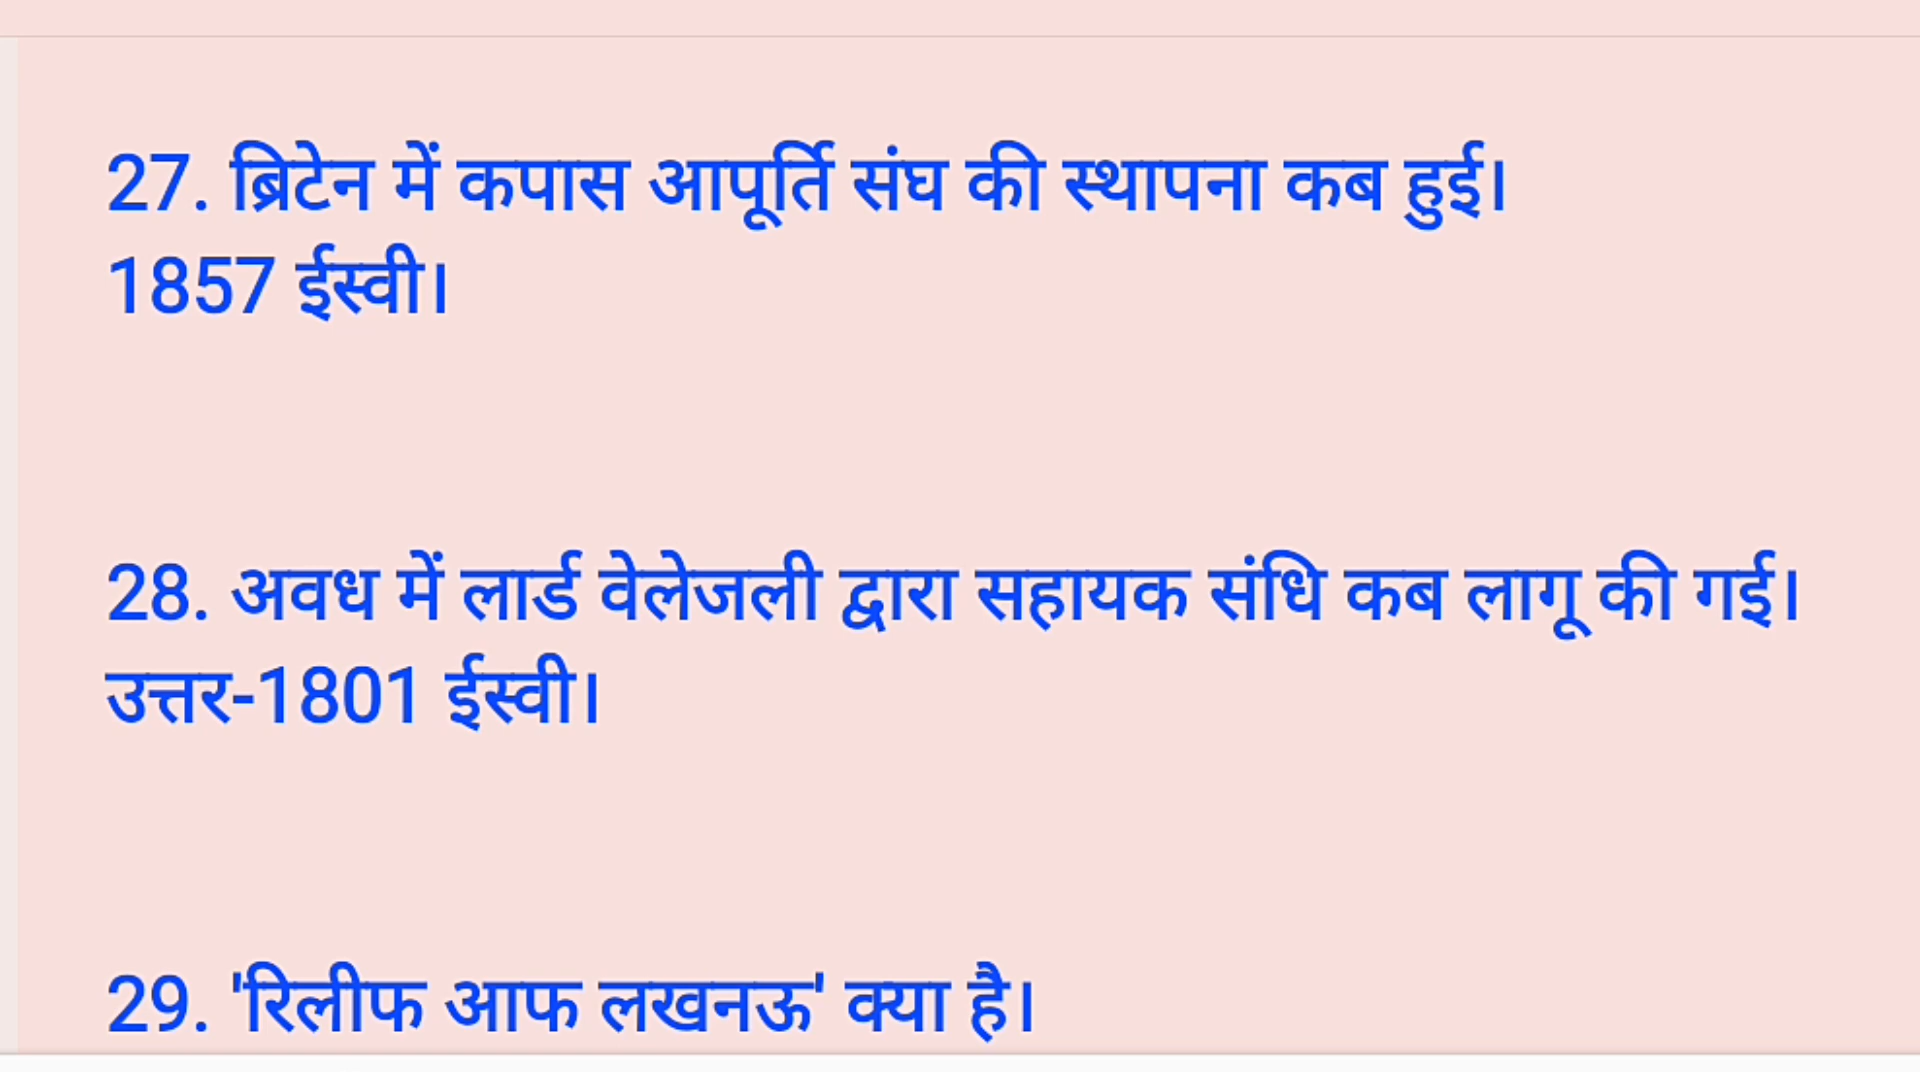 27. ब्रिटेन में कपास आपूर्ति संघ की स्थापना कब हुई।
1857 ईस्वी।
28. अवध में लार्ड वेलेजली द्वारा सहायक संधि कब लागू की गई।
उत्तर-1801 ईस्वी।
29. 'रिलीफ आफ लखनऊ' क्या है।